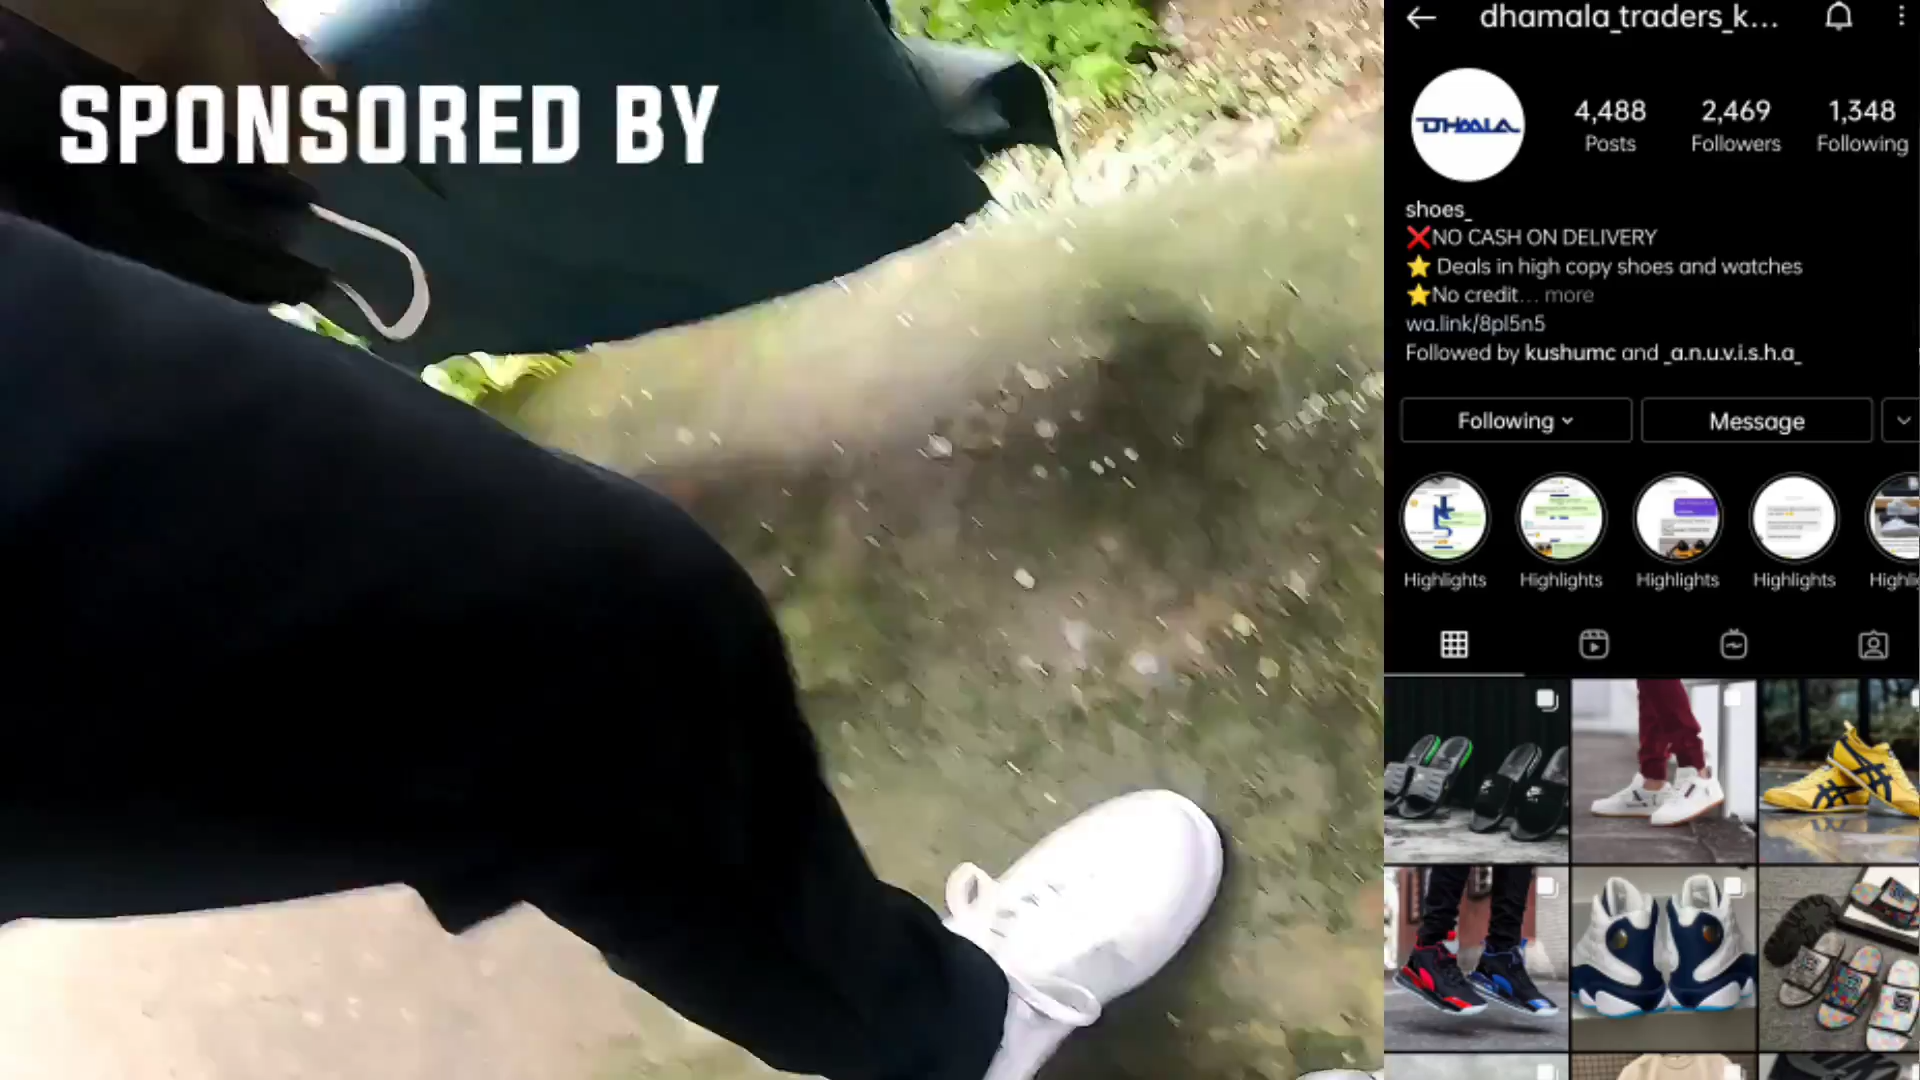 SPONSORED BY
dhamala_traders_k...
DHMALA
4,488
Posts
2,469
Followers
1,348
Following
shoes_
❌NO CASH ON DELIVERY
⭐ Deals in high copy shoes and watches
⭐No credit... more
wa.link/8pl5n5
Followed by kushumc and _a.n.u.v.i.s.h.a_
Following
Message
Highlights
Highlights
Highlights
Highlights
Highli